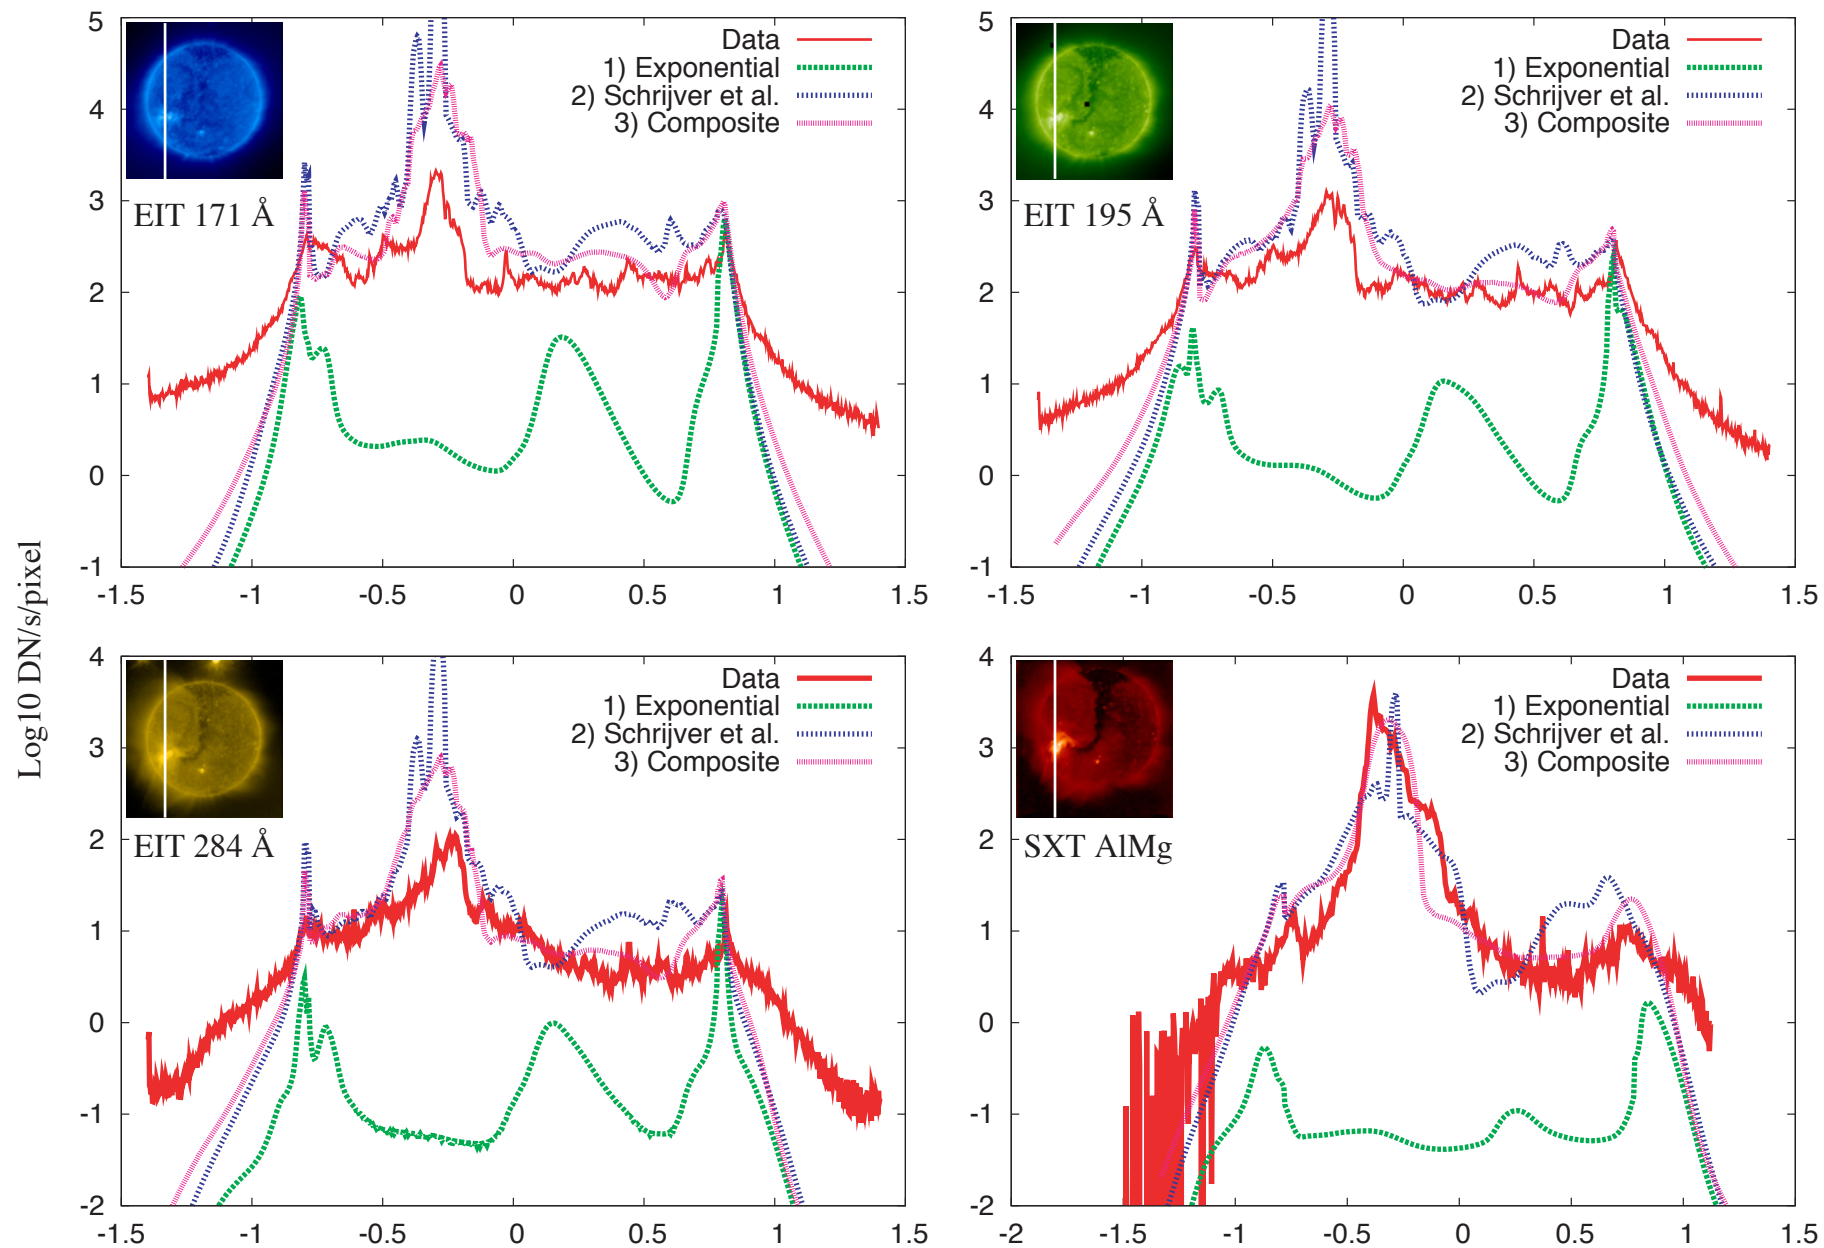 Log10 DN/s/pixel
5
4
3
2
1
0
-1
-1.5 -1 -0.5 0 0.5 1 1.5
EIT 171 Å
Data
1) Exponential
2) Schrijver et al.
3) Composite
5
4
3
2
1
0
-1
-1.5 -1 -0.5 0 0.5 1 1.5
EIT 195 Å
Data
1) Exponential
2) Schrijver et al.
3) Composite
4
3
2
1
0
-1
-2
-1.5 -1 -0.5 0 0.5 1 1.5
EIT 284 Å
Data
1) Exponential
2) Schrijver et al.
3) Composite
4
3
2
1
0
-1
-2
-2 -1.5 -1 -0.5 0 0.5 1 1.5
SXT AlMg
Data
1) Exponential
2) Schrijver et al.
3) Composite